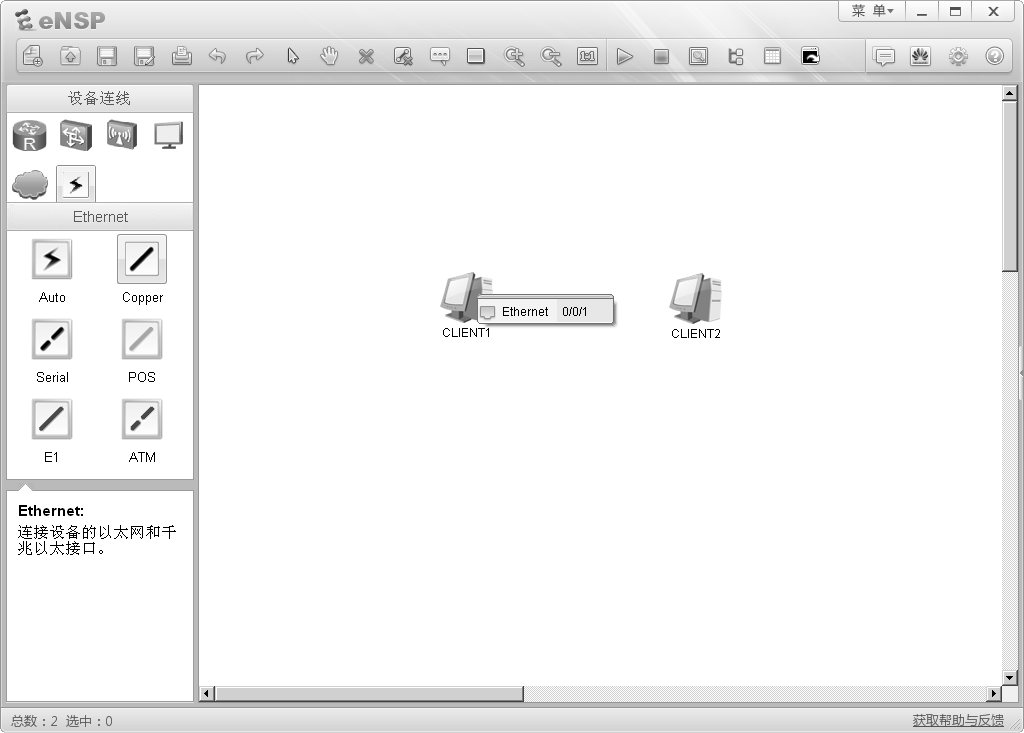 eNSP
菜 单
1:1
设备连线
R
Ethernet
Auto
Copper
Serial
POS
E1
ATM
Ethernet:
连接设备的以太网和千
兆以太接口。
Ethernet 0/0/1
CLIENT1
CLIENT2
总数：2 选中：0
获取帮助与反馈